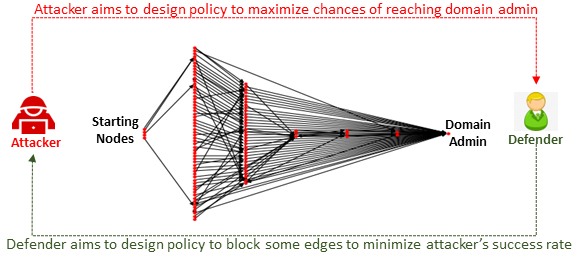 Attacker aims to design policy to maximize chances of reaching domain admin
Starting
Nodes
Attacker
Domain
Admin
Defender
Defender aims to design policy to block some edges to minimize attacker's success rate